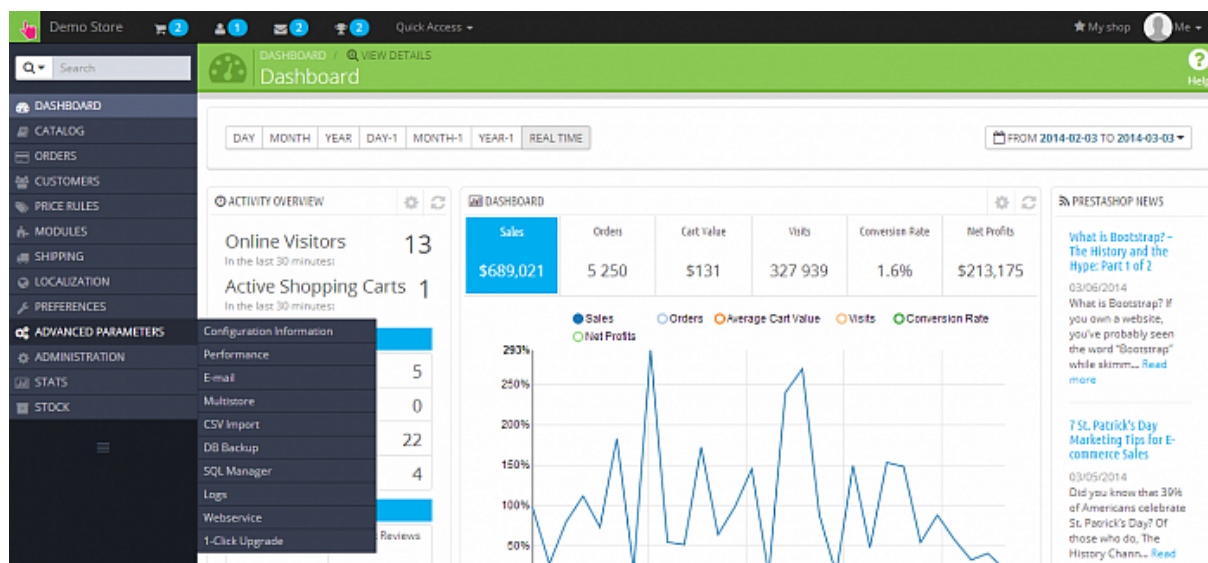 Demo Store 2 1 2 2 Quick Access My shop Me
Search
DASHBOARD / VIEW DETAILS
Dashboard
Help
DASHBOARD
CATALOG
ORDERS
CUSTOMERS
PRICE RULES
MODULES
SHIPPING
LOCALIZATION
PREFERENCES
ADVANCED PARAMETERS
ADMINISTRATION
STATS
STOCK
Configuration Information
Performance
E-mail
Multistore
CSV Import
DB Backup
SQL Manager
Logs
Webservice
1-Click Upgrade
DAY MONTH YEAR DAY-1 MONTH-1 YEAR-1 REAL TIME
FROM 2014-02-03 TO 2014-03-03
ACTIVITY OVERVIEW
Online Visitors 13
In the last 30 minutes:
Active Shopping Carts 1
In the last 30 minutes:
5
0
22
4
Reviews
DASHBOARD
Sales Orders Cart Value Visits Conversion Rate Net Profits
$689,021 5 250 $131 327 939 1.6% $213,175
Sales Orders Average Cart Value Visits Conversion Rate
Net Profits
293%
250%
200%
150%
100%
50%
PRESTASHOP NEWS
What is Bootstrap? –
The History and the
Hype: Part 1 of 2
03/06/2014
What is Bootstrap? If
you own a website,
you've probably seen
the word "Bootstrap"
while skimm... Read
more
7 St. Patrick's Day
Marketing Tips for E-
commerce Sales
03/05/2014
Did you know that 39%
of Americans celebrate
St. Patrick's Day? Of
those who do, The
History Chann... Read